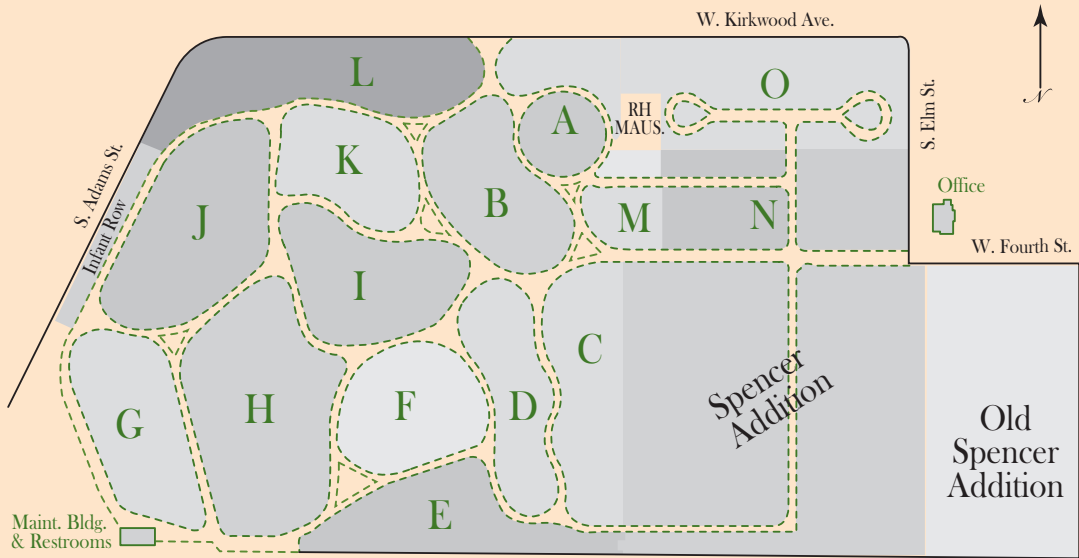 W. Kirkwood Ave.
L
O
A
RH
MAUS.
S. Elm St.
N
K
S. Adams St.
Infant Row
J
B
M
N
Office
W. Fourth St.
I
C
Spencer
Addition
G
H
F
D
Old
Spencer
Addition
E
Maint. Bldg.
& Restrooms